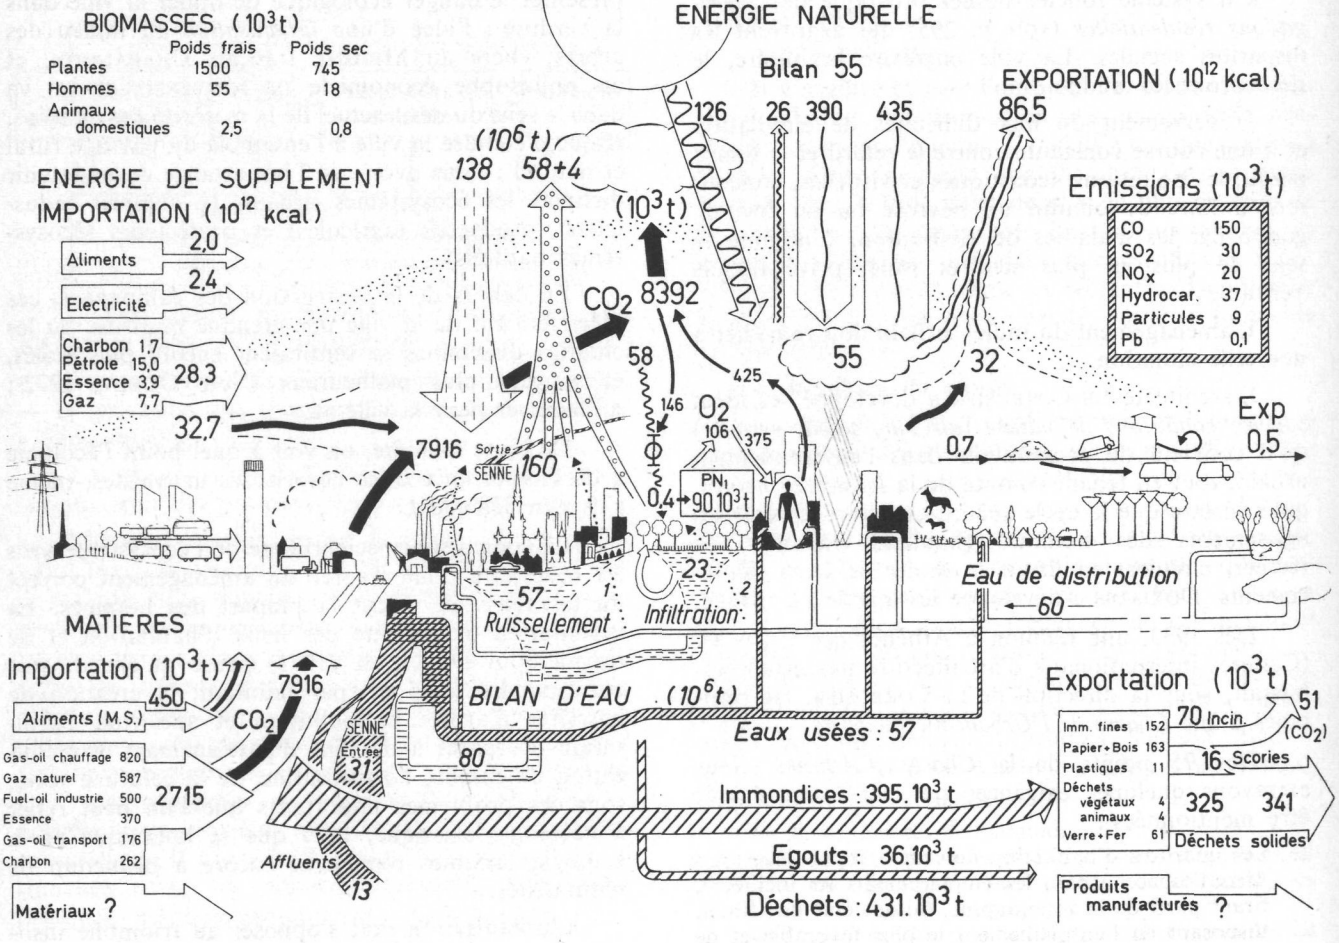 BIOMASSES (10³t)
Poids frais Poids sec
Plantes 1500 745
Hommes 55 18
Animaux
domestiques 2,5 0,8
ENERGIE DE SUPPLEMENT
IMPORTATION (10¹² kcal)
2,0
Aliments
2,4
Electricité
Charbon 1,7
Pétrole 15,0
Essence 3,9
Gaz 7,7
28,3
32,7
(10⁶ t)
138 58+4
ENERGIE NATURELLE
Bilan 55
126 26 390 435
EXPORTATION (10¹² kcal)
86,5
Emissions (10³t)
CO 150
SO₂ 30
NOx 20
Hydrocar. 37
Particules 9
Pb 0,1
(10³t)
CO₂
8392
58
425
146
O₂
106 375
PN₁
0,4 → 90.10³t
55
32
0,7
Exp
0,5
7916
Sortie
SENNE
160
57
Ruissellement
1
23
Infiltration
2
Eau de distribution
60
MATIERES
Importation (10³t)
450
Aliments (M.S.)
CO₂
7916
Gas-oil chauffage 820
Gaz naturel 587
Fuel-oil industriel 500
Essence 370
Gas-oil transport 176
Charbon 262
2715
Matériaux ?
SENNE
Entrée
31
Affluents
13
BILAN D'EAU (10⁶t)
80
Eaux usées : 57
Immondices : 395.10³ t
Egouts : 36.10³ t
Déchets : 431.10³ t
Exportation (10³t)
51
(CO₂)
70 Incin.
Imm. fines 152
Papier+Bois 163
Plastiques 11
Déchets
végétaux 4
animaux
Verre+Fer 61
16 Scories
325 341
Déchets solides
Produits
manufacturés ?